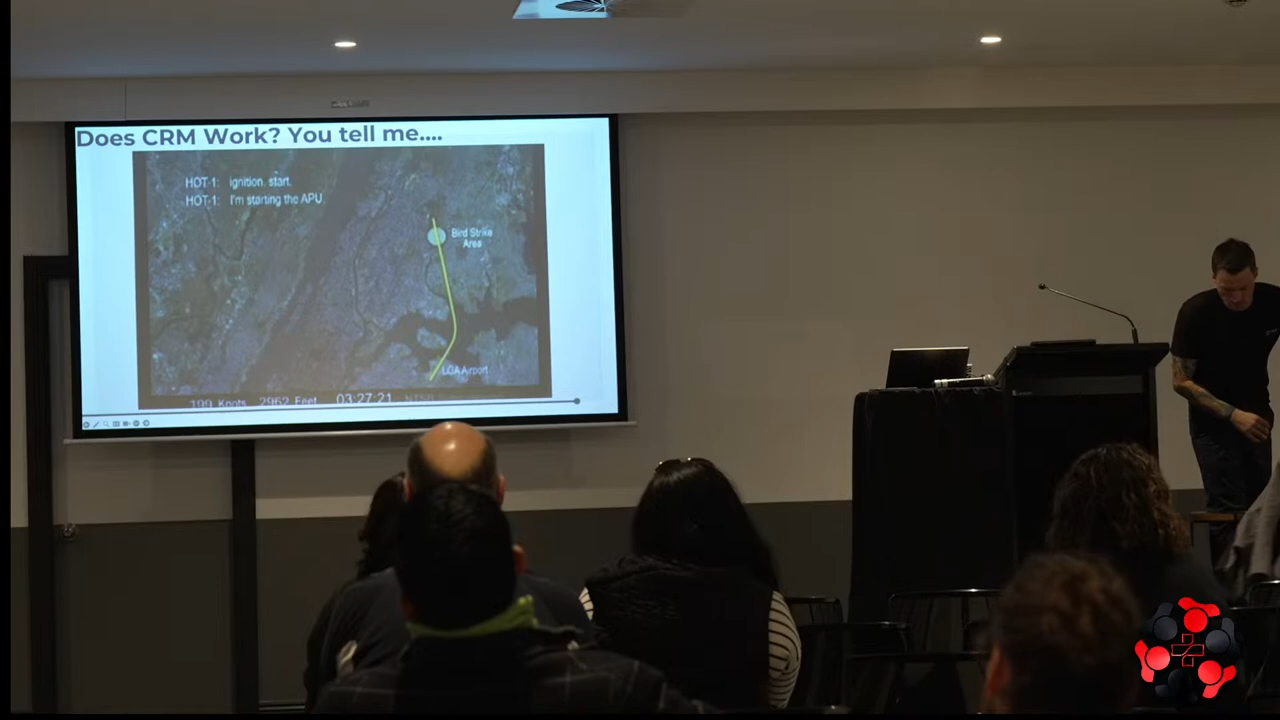 Does CRM Work? You tell me....
HOT-1: ignition, start.
HOT-1: I'm starting the APU.
Bird Strike
Area
LGA Airport
199 Knots 2962 Feet 03:27:21